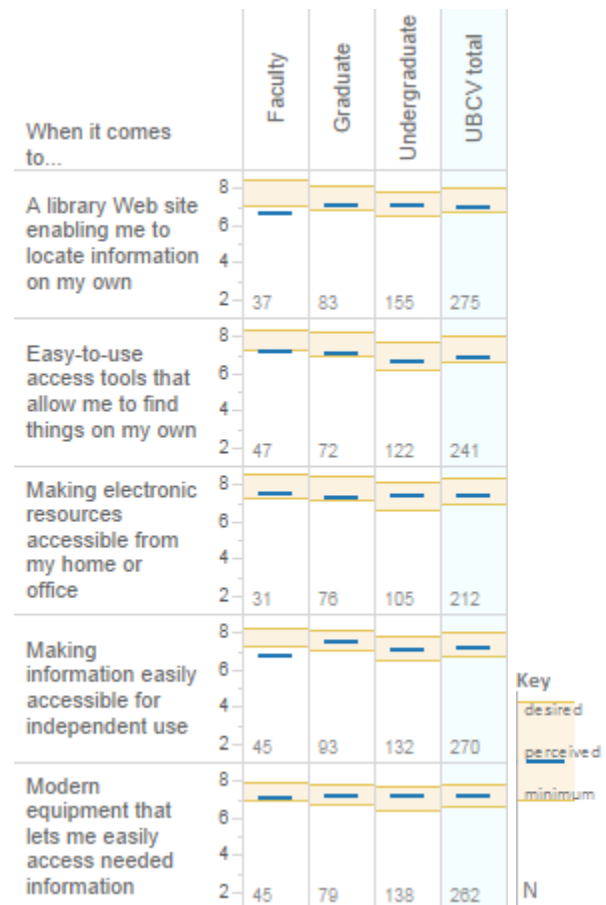 When it comes
to...
Faculty
Graduate
Undergraduate
UBCV total
A library Web site
enabling me to
locate information
on my own
8
6
4
2
37
83
155
275
Easy-to-use
access tools that
allow me to find
things on my own
8
6
4
2
47
72
122
241
Making electronic
resources
accessible from
my home or
office
8
6
4
2
31
76
105
212
Making
information easily
accessible for
independent use
8
6
4
2
45
93
132
270
Modern
equipment that
lets me easily
access needed
information
8
6
4
2
45
79
138
262
Key
desired
perceived
minimum
N